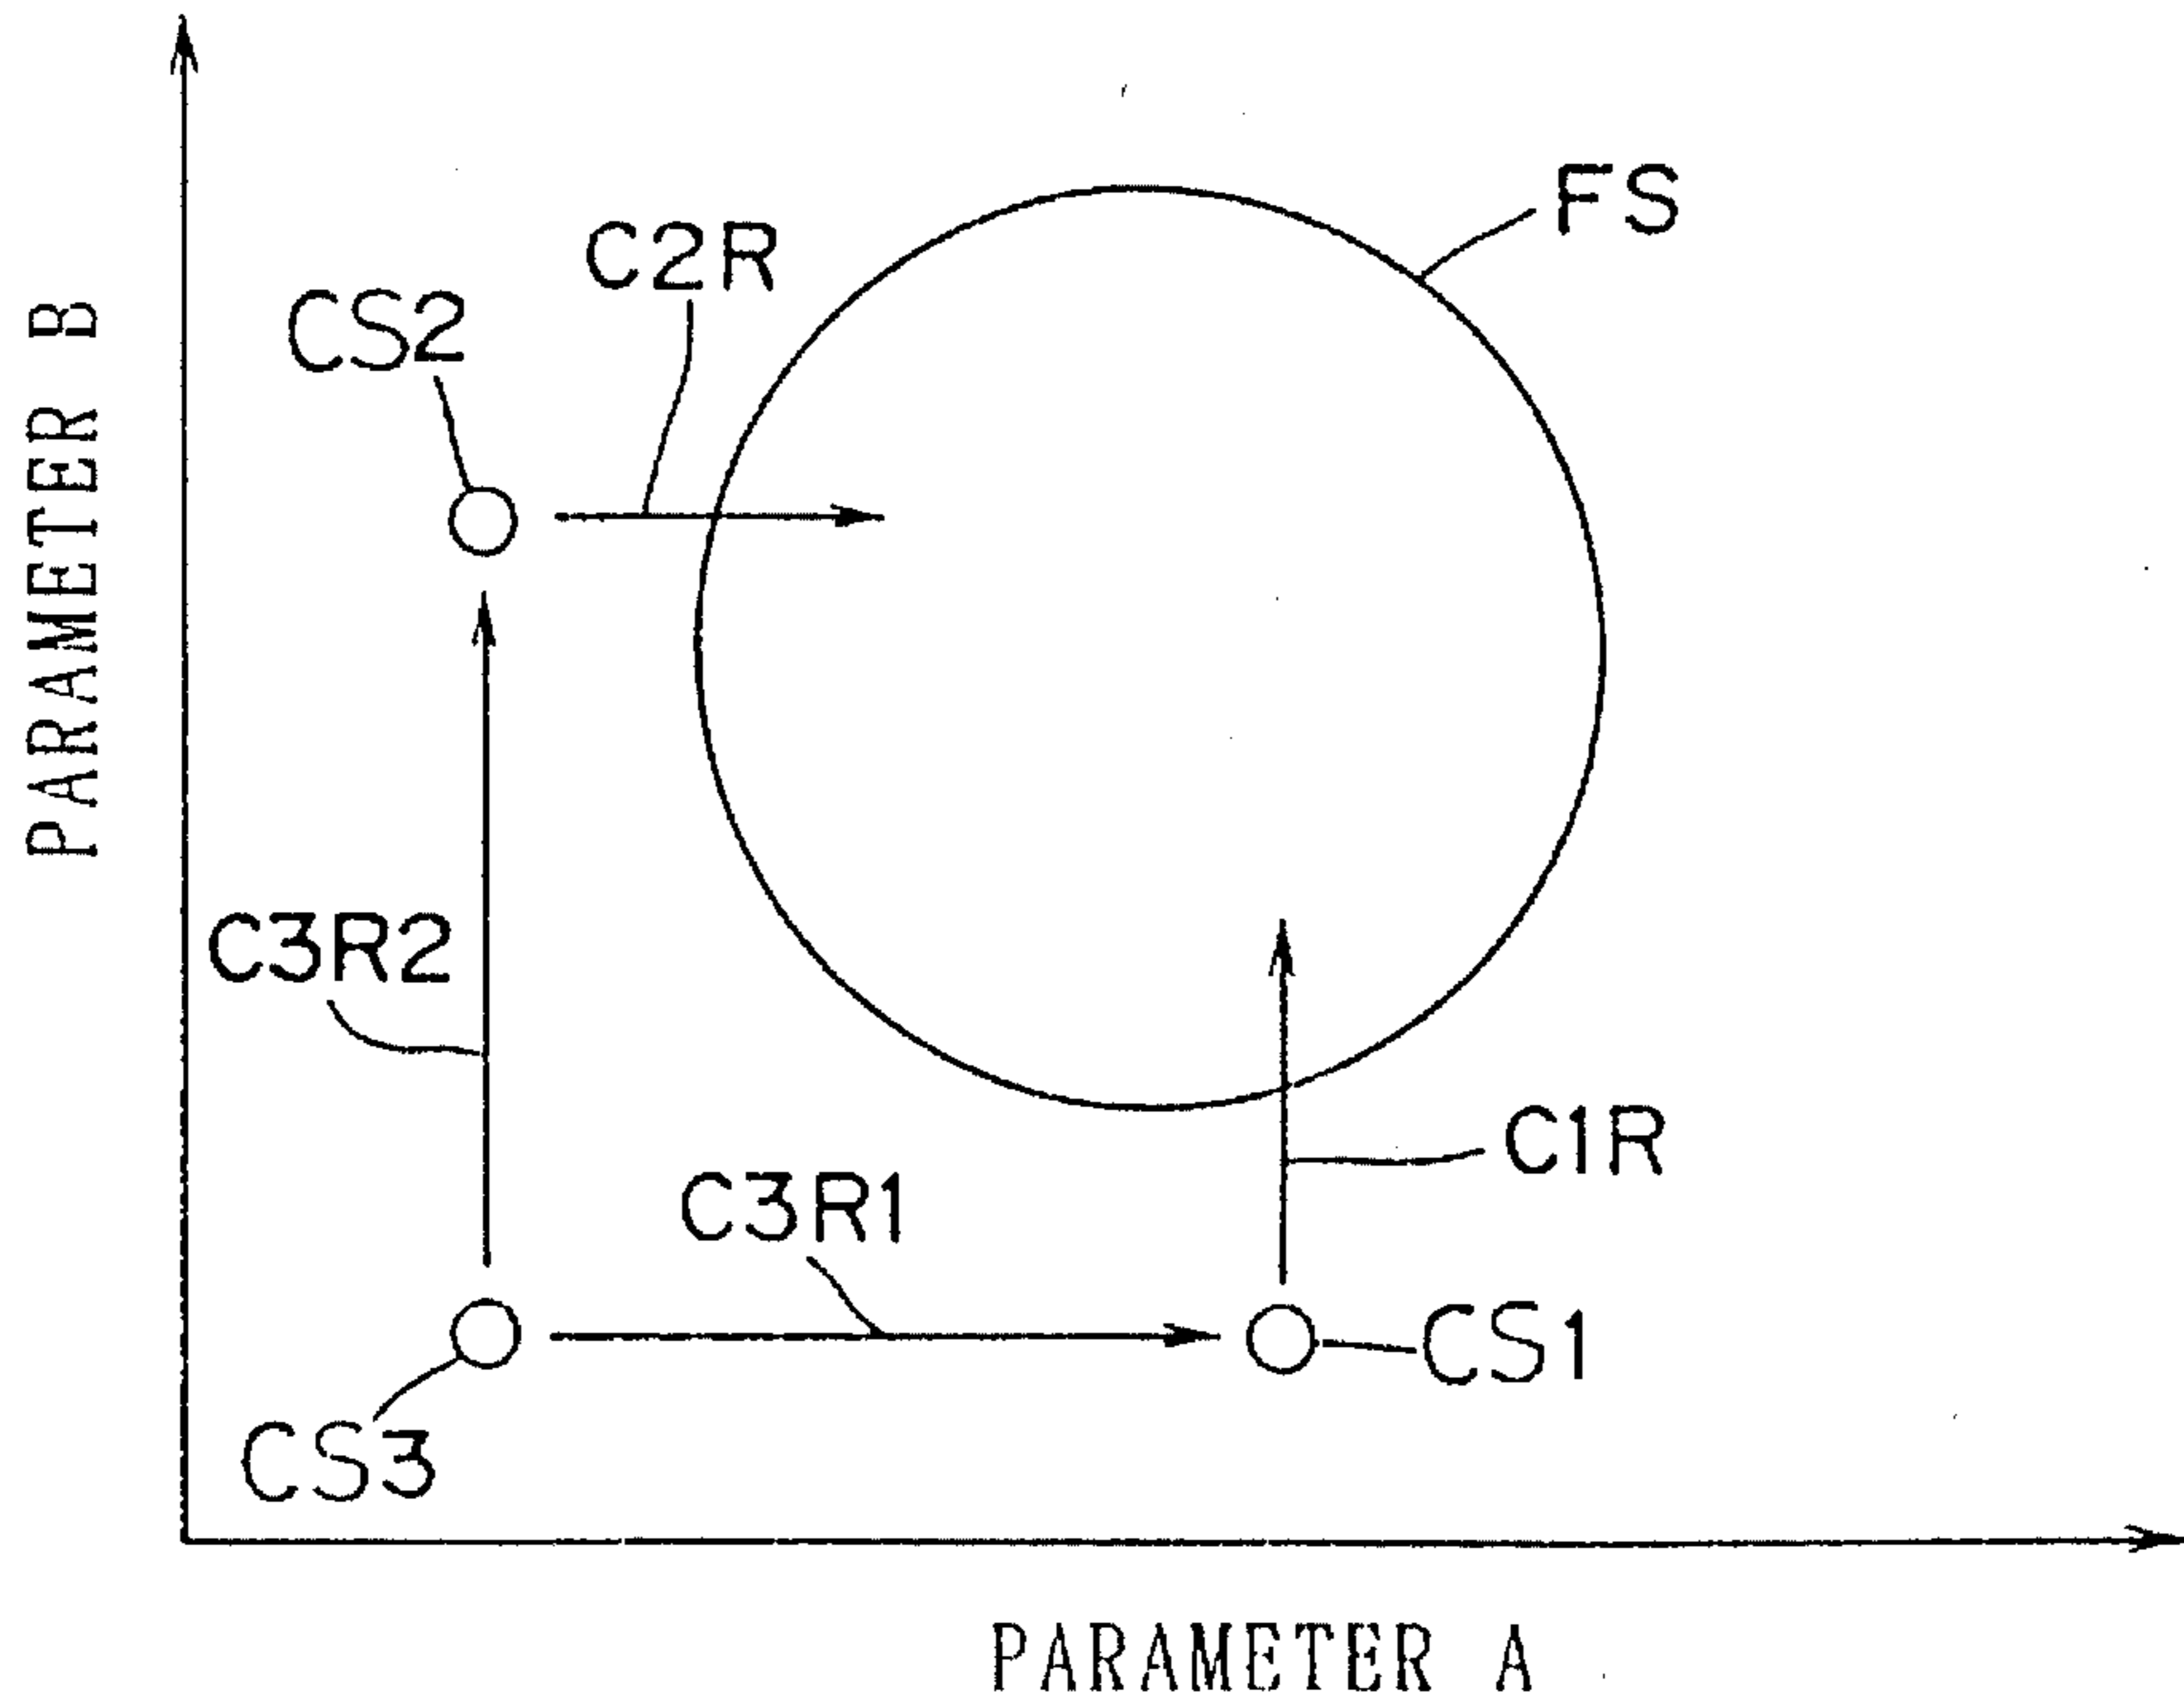 FS
C2R
CS2
PARAMETER B
C3R2
C1R
C3R1
CS1
CS3
PARAMETER A